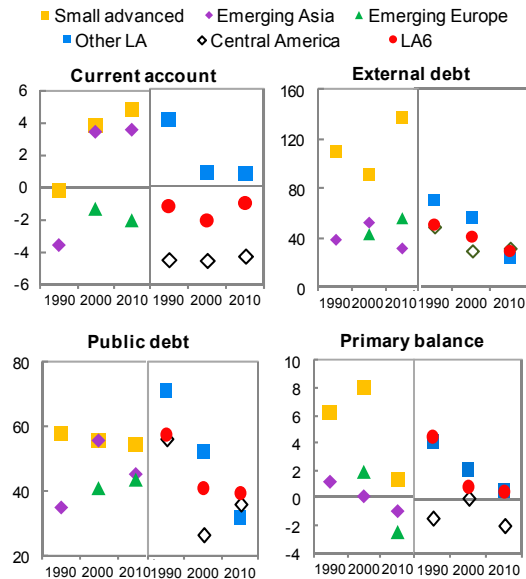 Small advanced Emerging Asia Emerging Europe
Other LA Central America LA6
Current account
6
4
2
0
-2
-4
-6
1990 2000 2010 1990 2000 2010
External debt
160
120
80
40
0
1990 2000 2010 1990 2000 2010
Public debt
80
60
40
20
1990 2000 2010 1990 2000 2010
Primary balance
10
8
6
4
2
0
-2
-4
1990 2000 2010 1990 2000 2010